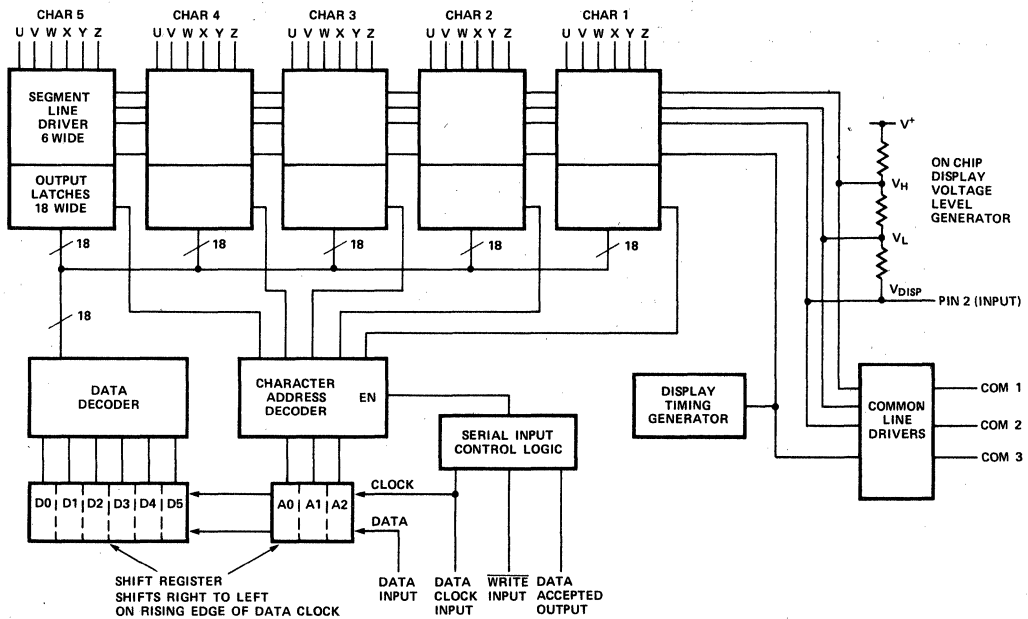 CHAR 5 CHAR 4 CHAR 3 CHAR 2 CHAR 1
U V W X Y Z U V W X Y Z U V W X Y Z U V W X Y Z U V W X Y Z
SEGMENT
LINE
DRIVER
6 WIDE
OUTPUT
LATCHES
18 WIDE
18 18 18 18 18
18
V+
VH
VL
VDISP
ON CHIP
DISPLAY
VOLTAGE
LEVEL
GENERATOR
PIN 2 (INPUT)
DATA
DECODER
CHARACTER
ADDRESS
DECODER
EN
SERIAL INPUT
CONTROL LOGIC
DISPLAY
TIMING
GENERATOR
COMMON
LINE
DRIVERS
COM 1
COM 2
COM 3
D0 D1 D2 D3 D4 D5
A0 A1 A2
CLOCK
DATA
SHIFT REGISTER
SHIFTS RIGHT TO LEFT
ON RISING EDGE OF DATA CLOCK
DATA
INPUT
DATA
CLOCK
INPUT
WRITE
INPUT
DATA
ACCEPTED
OUTPUT